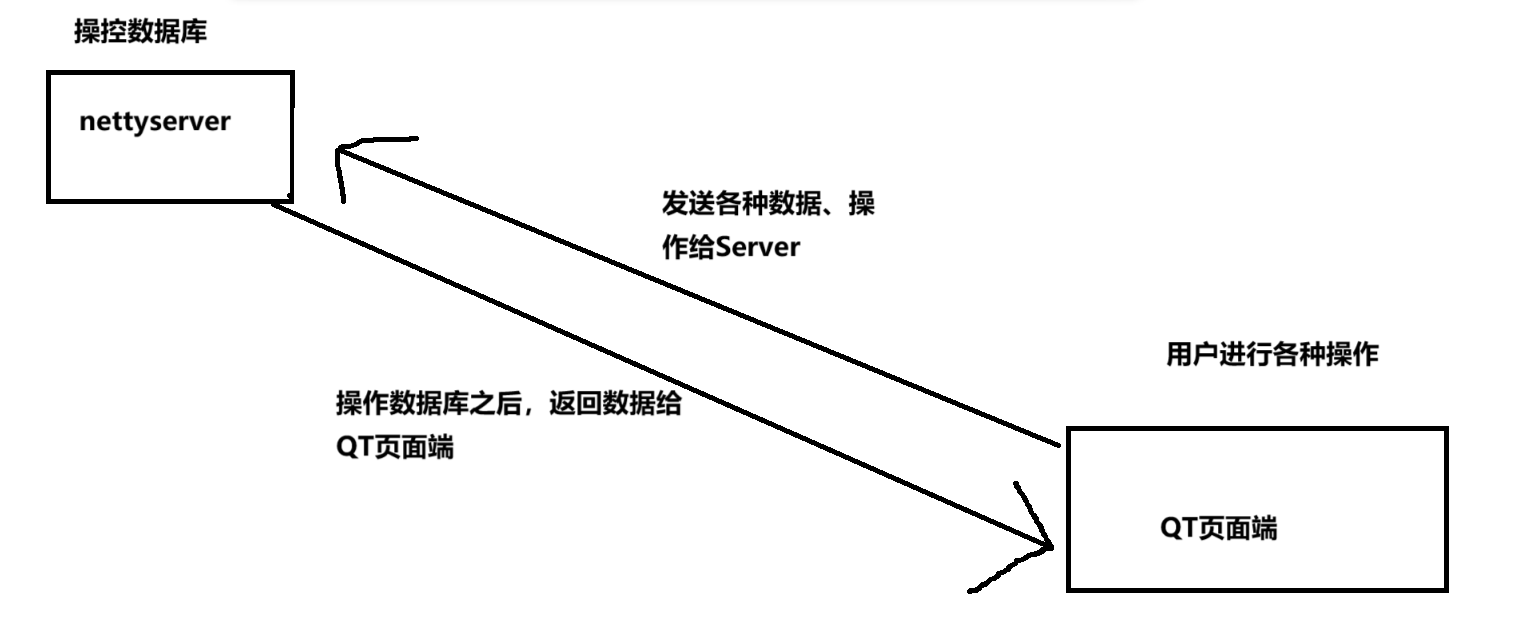 操控数据库
nettyserver
发送各种数据、操
作给Server
用户进行各种操作
操作数据库之后，返回数据给
QT页面端
QT页面端